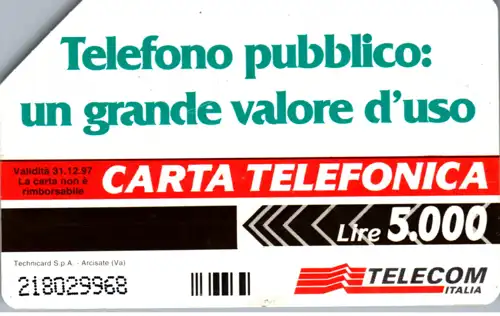 Telefono pubblico:
un grande valore d'uso
Validità 31.12.97
La carta non è
rimborsabile
CARTA TELEFONICA
Lire 5.000
Technicard S.p.A. - Arcisate (Va)
218029968
TELECOM
ITALIA